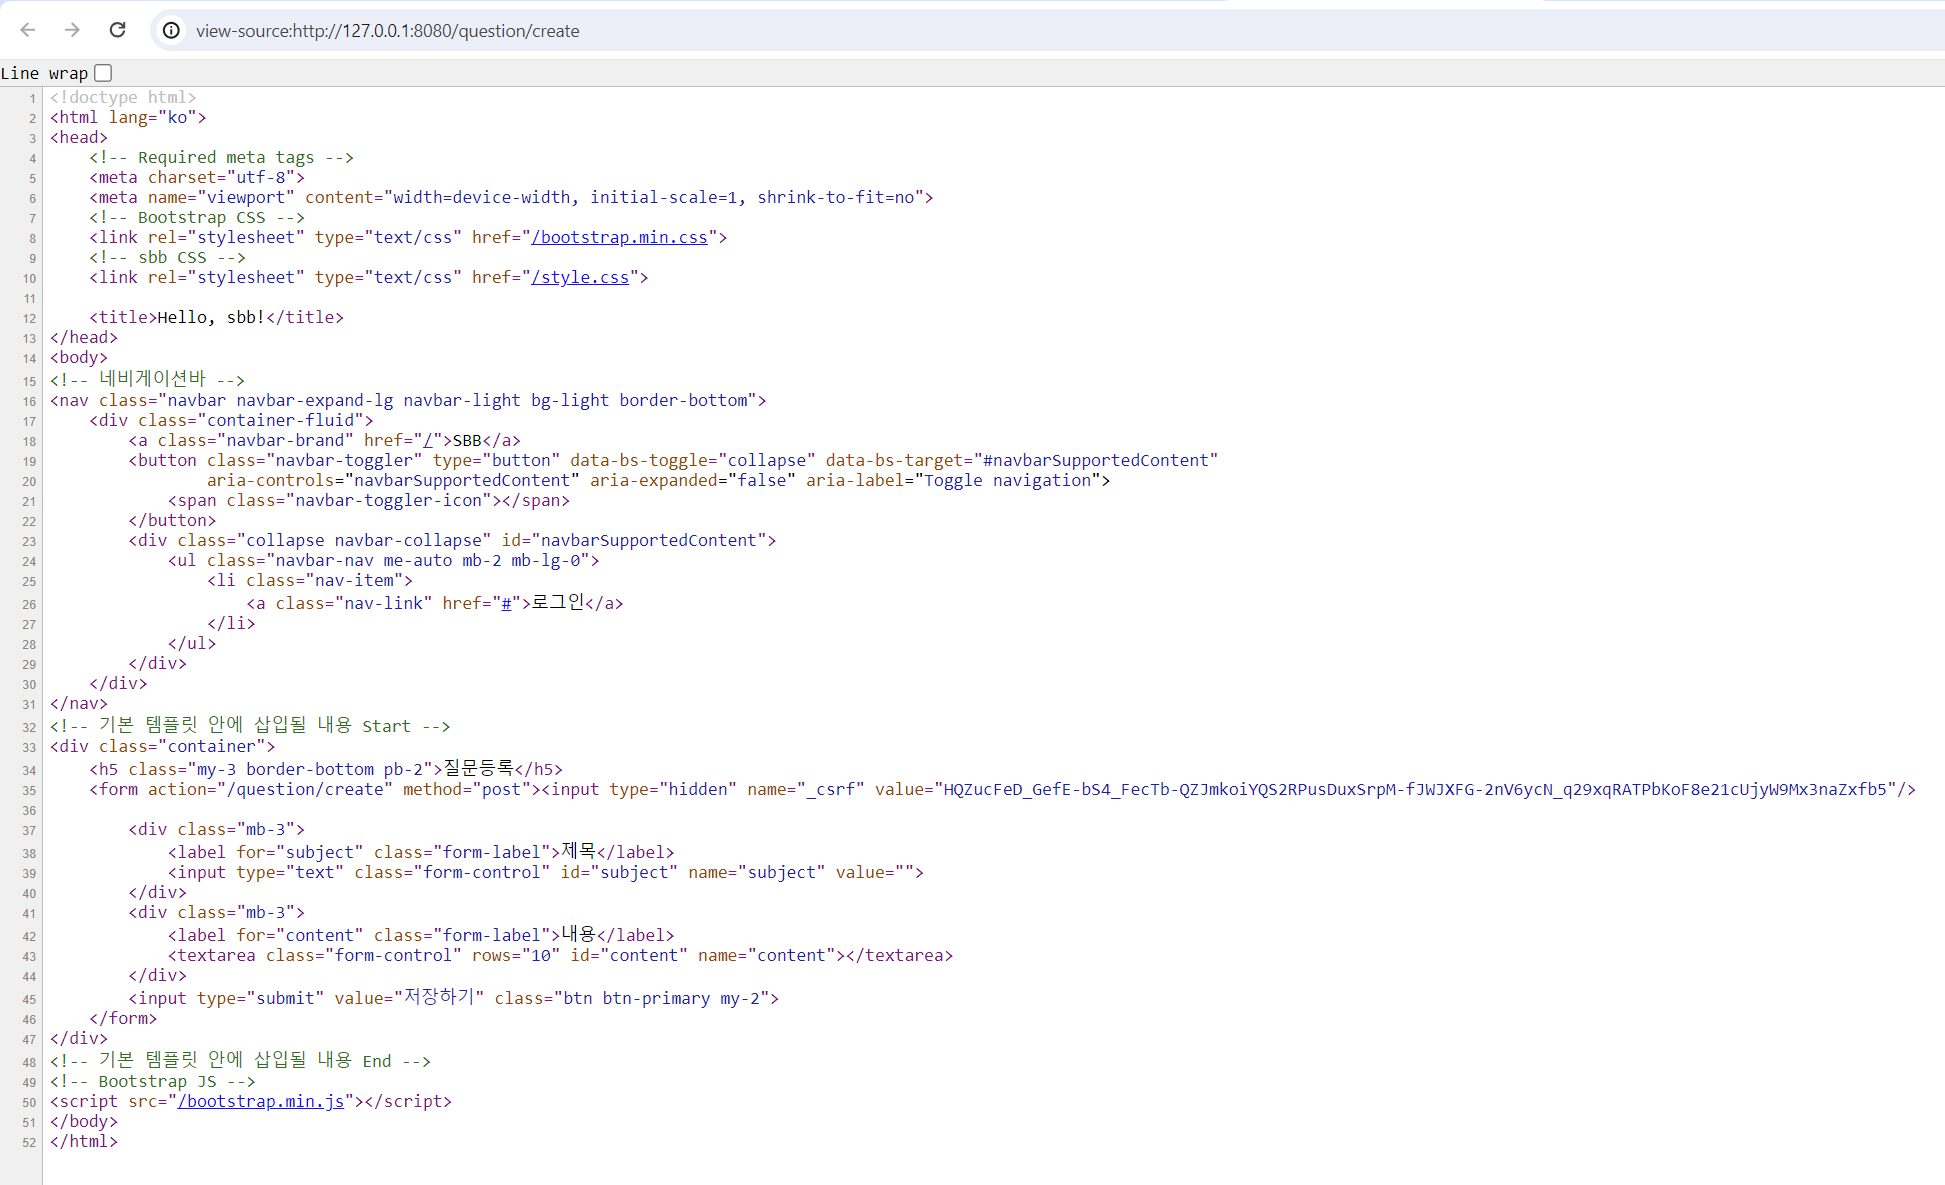 view-source:http://127.0.0.1:8080/question/create
Line wrap
1 <!doctype html>
2 <html lang="ko">
3 <head>
4     <!-- Required meta tags -->
5     <meta charset="utf-8">
6     <meta name="viewport" content="width=device-width, initial-scale=1, shrink-to-fit=no">
7     <!-- Bootstrap CSS -->
8     <link rel="stylesheet" type="text/css" href="/bootstrap.min.css">
9     <!-- sbb CSS -->
10     <link rel="stylesheet" type="text/css" href="/style.css">
11
12     <title>Hello, sbb!</title>
13 </head>
14 <body>
15 <!-- 네비게이션바 -->
16 <nav class="navbar navbar-expand-lg navbar-light bg-light border-bottom">
17     <div class="container-fluid">
18         <a class="navbar-brand" href="/">SBB</a>
19         <button class="navbar-toggler" type="button" data-bs-toggle="collapse" data-bs-target="#navbarSupportedContent"
20                 aria-controls="navbarSupportedContent" aria-expanded="false" aria-label="Toggle navigation">
21             <span class="navbar-toggler-icon"></span>
22         </button>
23         <div class="collapse navbar-collapse" id="navbarSupportedContent">
24             <ul class="navbar-nav me-auto mb-2 mb-lg-0">
25                 <li class="nav-item">
26                     <a class="nav-link" href="#">로그인</a>
27                 </li>
28             </ul>
29         </div>
30     </div>
31 </nav>
32 <!-- 기본 템플릿 안에 삽입될 내용 Start -->
33 <div class="container">
34     <h5 class="my-3 border-bottom pb-2">질문등록</h5>
35     <form action="/question/create" method="post"><input type="hidden" name="_csrf" value="HQZucFeD_GefE-bS4_FecTb-QZJmkoiYQS2RPusDuxSrpM-fJWJXFG-2nV6ycN_q29xqRATPbKoF8e21cUjyW9Mx3naZxfb5"/>
36
37         <div class="mb-3">
38             <label for="subject" class="form-label">제목</label>
39             <input type="text" class="form-control" id="subject" name="subject" value="">
40         </div>
41         <div class="mb-3">
42             <label for="content" class="form-label">내용</label>
43             <textarea class="form-control" rows="10" id="content" name="content"></textarea>
44         </div>
45         <input type="submit" value="저장하기" class="btn btn-primary my-2">
46     </form>
47 </div>
48 <!-- 기본 템플릿 안에 삽입될 내용 End -->
49 <!-- Bootstrap JS -->
50 <script src="/bootstrap.min.js"></script>
51 </body>
52 </html>